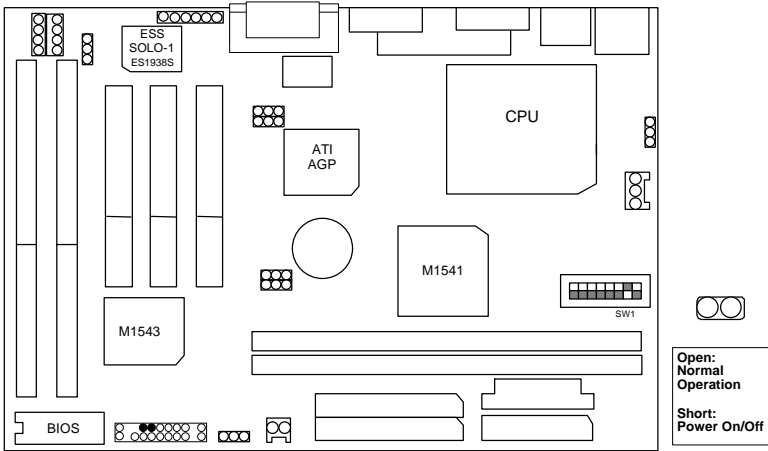 ESS
SOLO-1
ES1938S
CPU
ATI
AGP
M1541
SW1
M1543
Open:
Normal
Operation
Short:
Power On/Off
BIOS